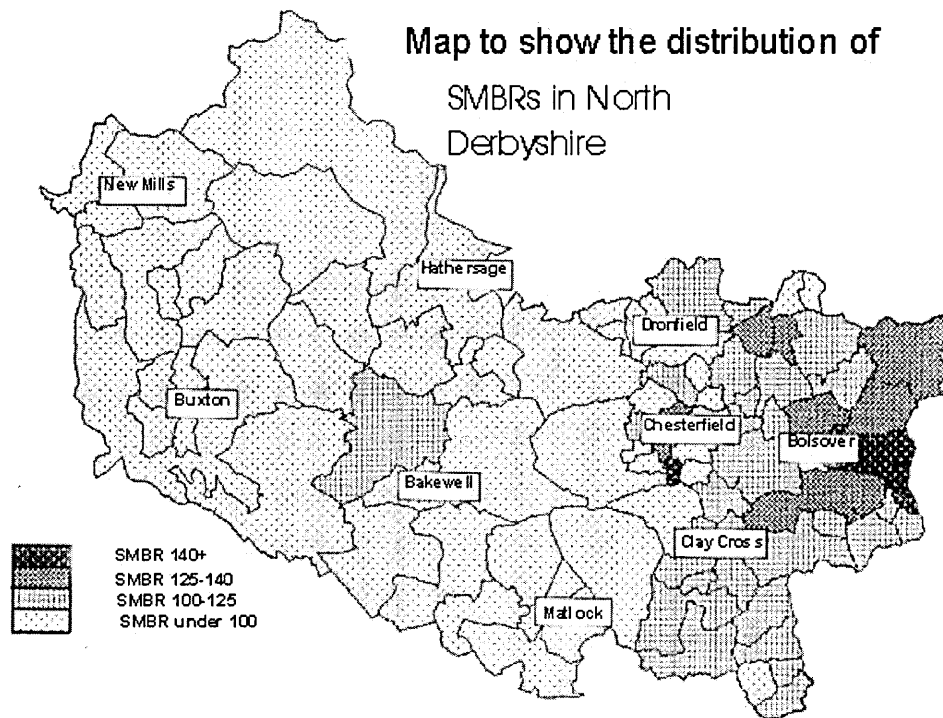 Map to show the distribution of
SMBRs in North
Derbyshire
New Mills
Hathersage
Dronfield
Buxton
Chesterfield
Bolsover
Bakewell
Clay Cross
Matlock
SMBR 140+
SMBR 125-140
SMBR 100-125
SMBR under 100